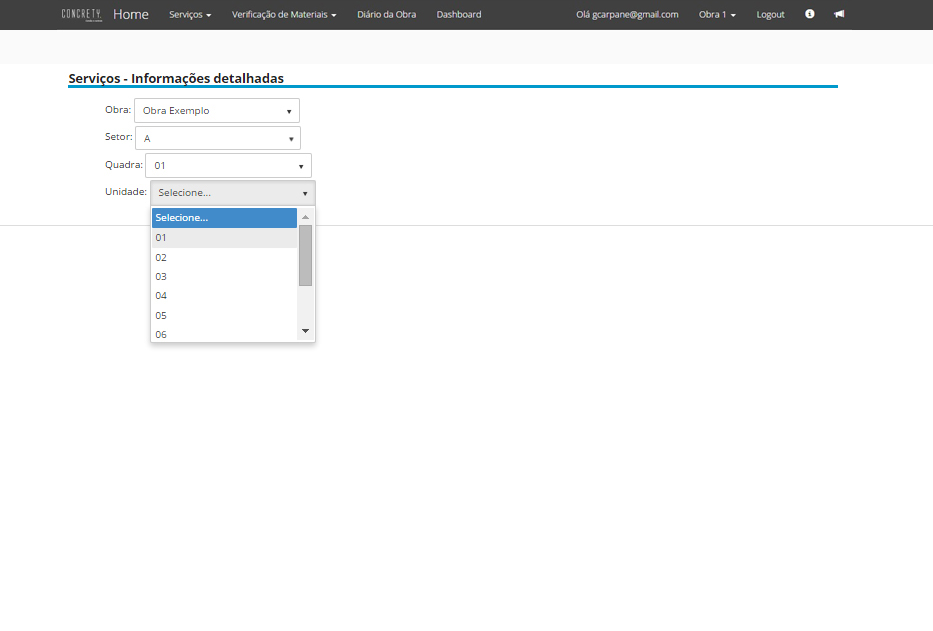 CONCRETY Home Serviços Verificação de Materiais Diário da Obra Dashboard Olá gcarpane@gmail.com Obra 1 Logout
Serviços - Informações detalhadas
Obra: Obra Exemplo
Setor: A
Quadra: 01
Unidade: Selecione...
Selecione...
01
02
03
04
05
06